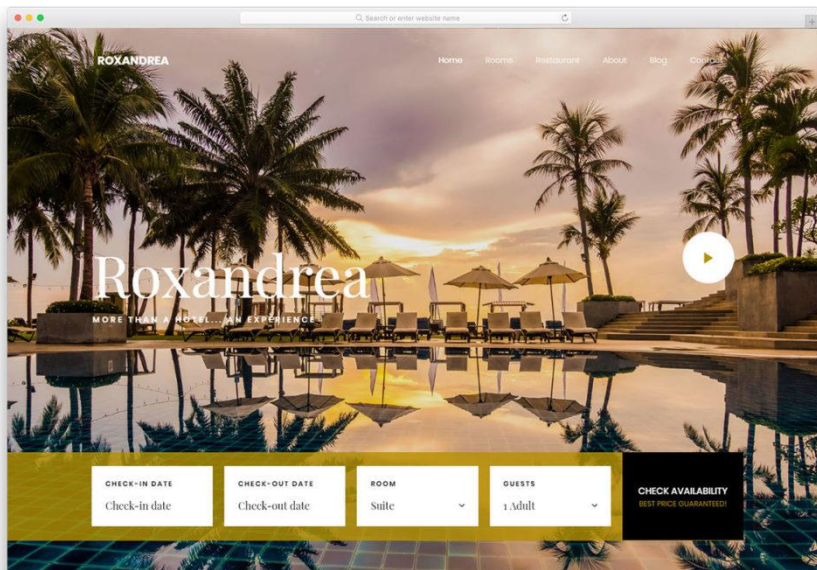 Search or enter website name
ROXANDREA
Home Rooms Restaurant About Blog Contact
Roxandrea
MORE THAN A HOTEL... AN EXPERIENCE
CHECK-IN DATE
Check-in date
CHECK-OUT DATE
Check-out date
ROOM
Suite
GUESTS
1 Adult
CHECK AVAILABILITY
BEST PRICE GUARANTEED!